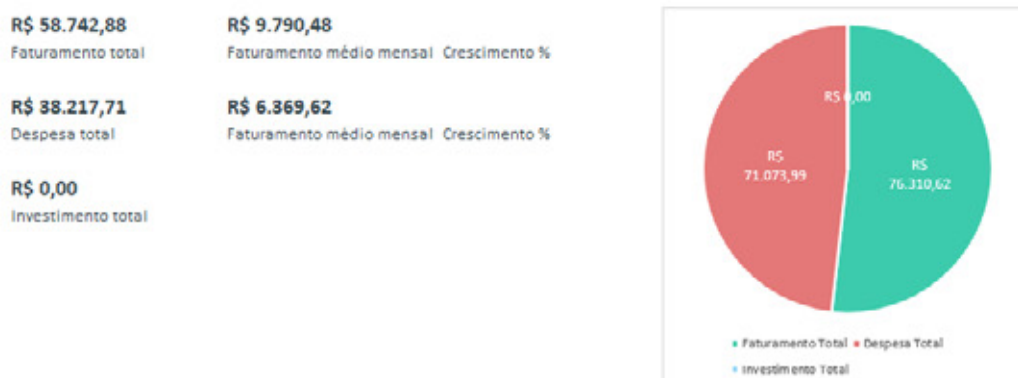 R$ 58.742,88 R$ 9.790,48
Faturamento total Faturamento médio mensal Crescimento %
R$ 38.217,71 R$ 6.369,62
Despesa total Faturamento médio mensal Crescimento %
R$ 0,00
Investimento total
R$ 0,00
R$
71.073,99
R$
76.310,62
Faturamento Total Despesa Total
Investimento Total